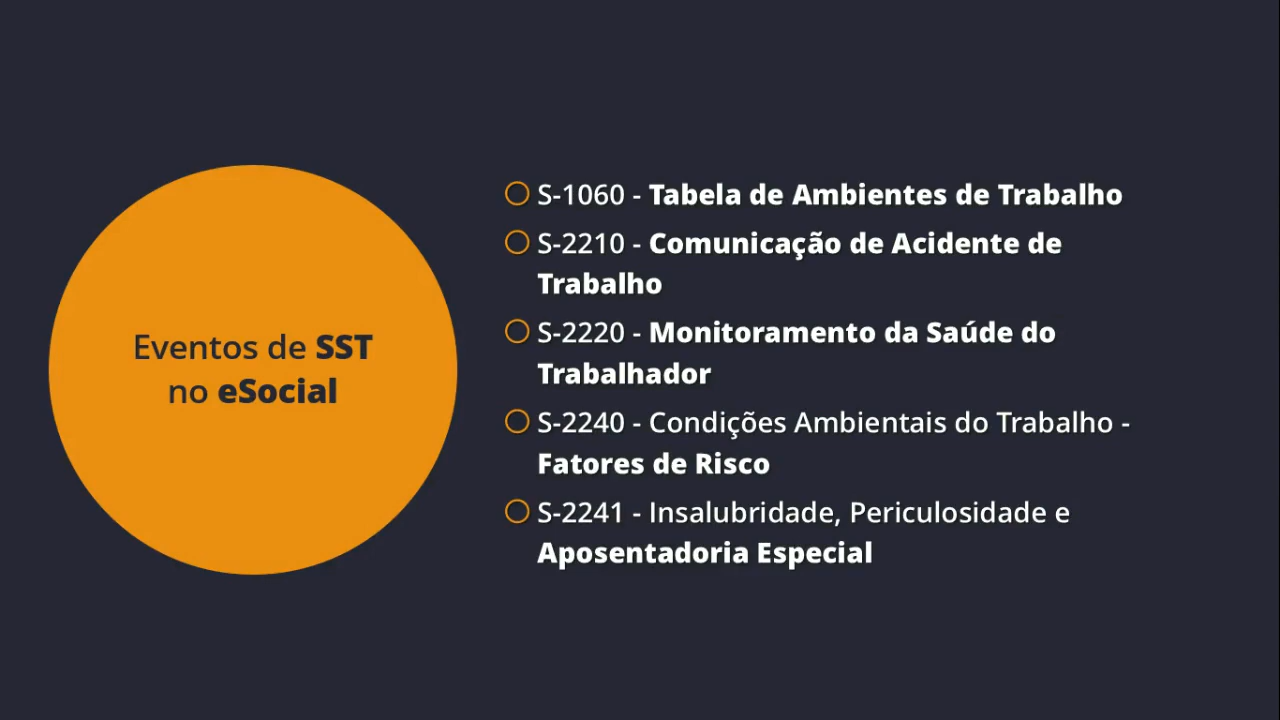 Eventos de SST
no eSocial
S-1060 - Tabela de Ambientes de Trabalho
S-2210 - Comunicação de Acidente de
Trabalho
S-2220 - Monitoramento da Saúde do
Trabalhador
S-2240 - Condições Ambientais do Trabalho -
Fatores de Risco
S-2241 - Insalubridade, Periculosidade e
Aposentadoria Especial